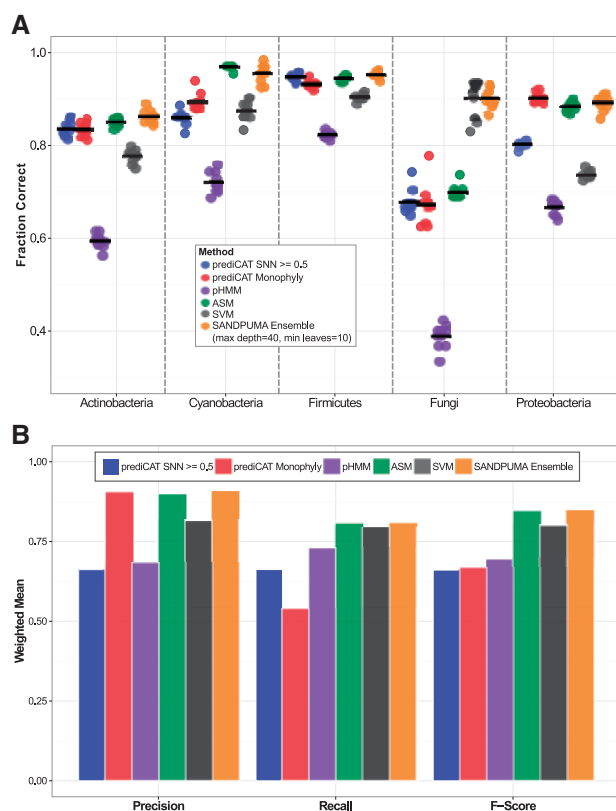 A
Fraction Correct
1.0
0.8
0.6
0.4
Method
prediCAT SNN >= 0.5
prediCAT Monophyly
pHMM
ASM
SVM
SANDPUMA Ensemble
(max depth=40, min leaves=10)
Actinobacteria Cyanobacteria Firmicutes Fungi Proteobacteria
B
Weighted Mean
1.00
0.75
0.50
0.25
0.00
prediCAT SNN >= 0.5 prediCAT Monophyly pHMM ASM SVM SANDPUMA Ensemble
Precision Recall F-Score